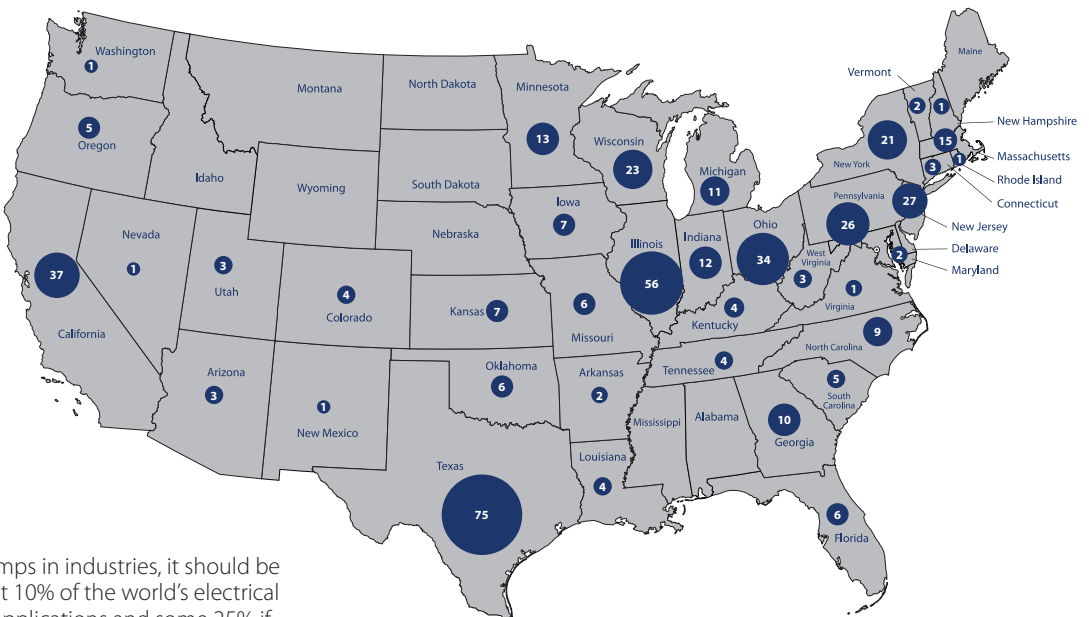 Washington
1
5
Oregon
Idaho
Montana
Wyoming
North Dakota
South Dakota
Nebraska
Minnesota
13
Wisconsin
23
Michigan
11
Iowa
7
Illinois
56
Indiana
12
Ohio
34
Nevada
1
37
California
3
Utah
4
Colorado
Kansas 7
6
Missouri
4
Kentucky
West
Virginia
3
Pennsylvania
26
21
New York
Maine
Vermont
2
1
New Hampshire
15
Massachusetts
1
Rhode Island
3
Connecticut
27
New Jersey
Delaware
2
Maryland
1
Virginia
9
North Carolina
4
Tennessee
5
South
Carolina
10
Georgia
Alabama
Mississippi
Arkansas
2
Oklahoma
6
Arizona
3
1
New Mexico
Texas
75
Louisiana
4
6
Florida
mps in industries, it should be
t 10% of the world's electrical
applications and some 25% if